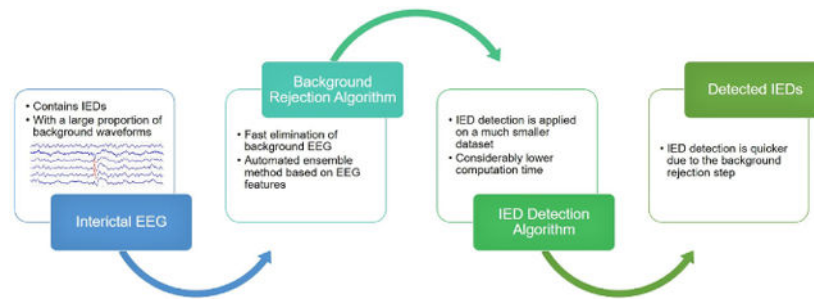 • Contains IEDs
• With a large proportion of
background waveforms
Interictal EEG
Background
Rejection Algorithm
• Fast elimination of
background EEG
• Automated ensemble
method based on EEG
features
• IED detection is applied
on a much smaller
dataset
• Considerably lower
computation time
IED Detection
Algorithm
Detected IEDs
• IED detection is quicker
due to the background
rejection step